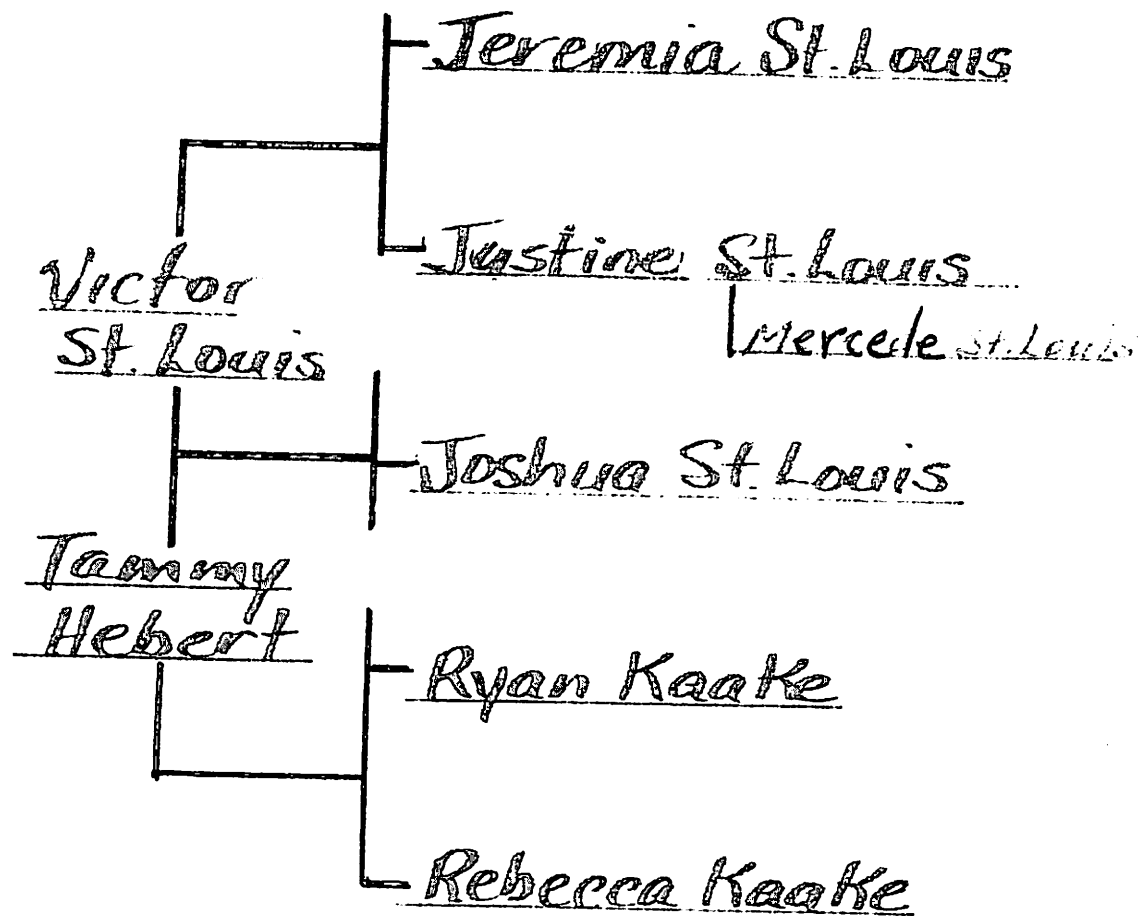 Jeremia St. Louis
Justine St. Louis
Mercede St. Louis
Victor
St. Louis
Joshua St. Louis
Tammy
Hebert
Ryan Kaake
Rebecca Kaake